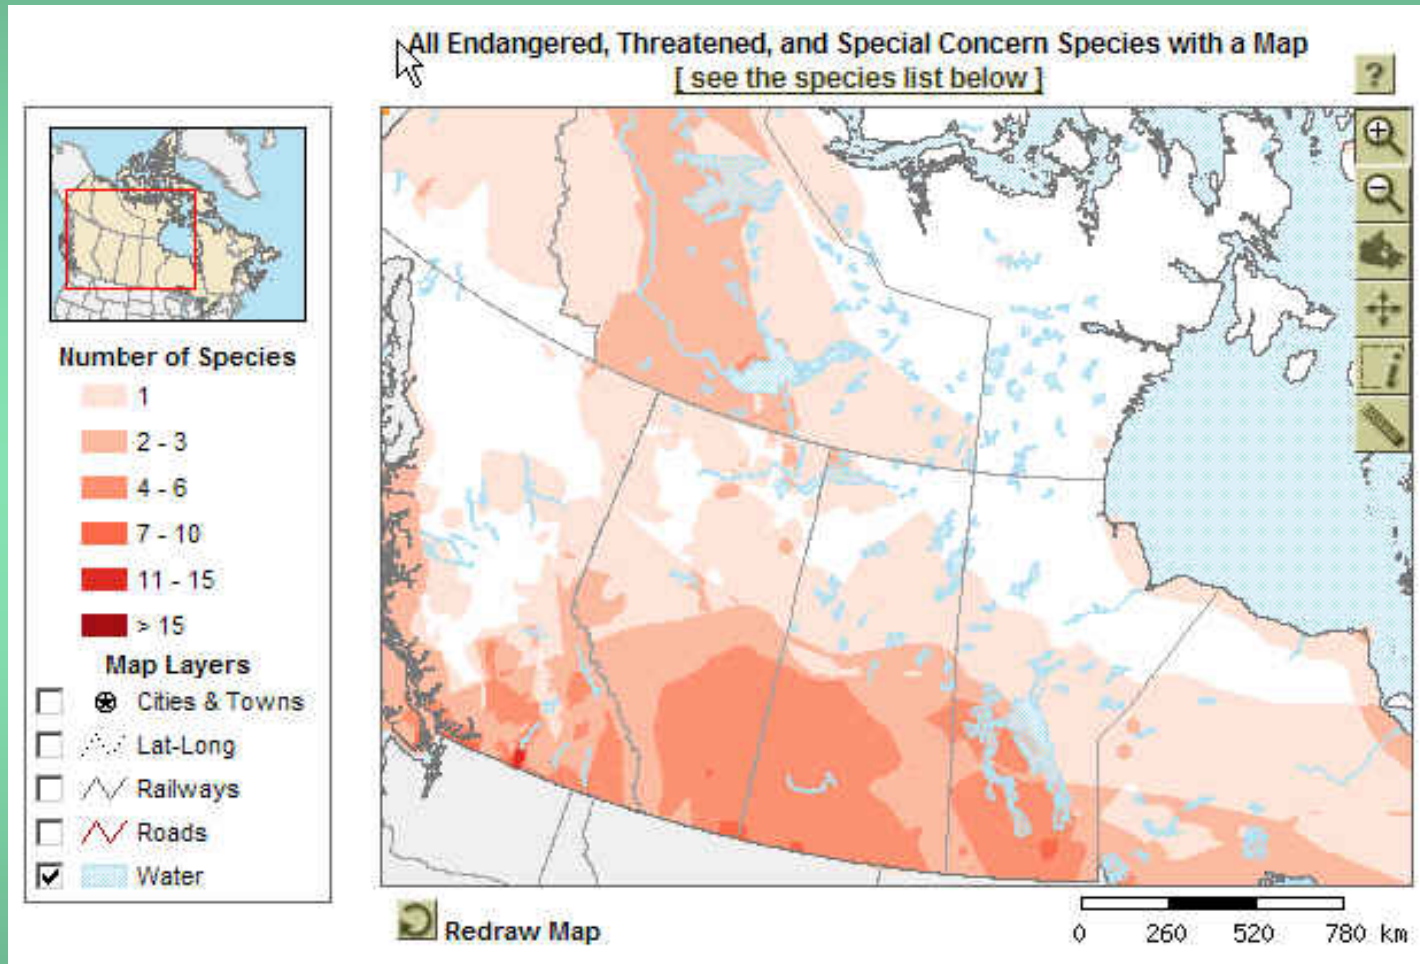 All Endangered, Threatened, and Special Concern Species with a Map
[ see the species list below ]
?
Number of Species
1
2 - 3
4 - 6
7 - 10
11 - 15
> 15
Map Layers
Cities & Towns
Lat-Long
Railways
Roads
Water
i
Redraw Map
0 260 520 780 km